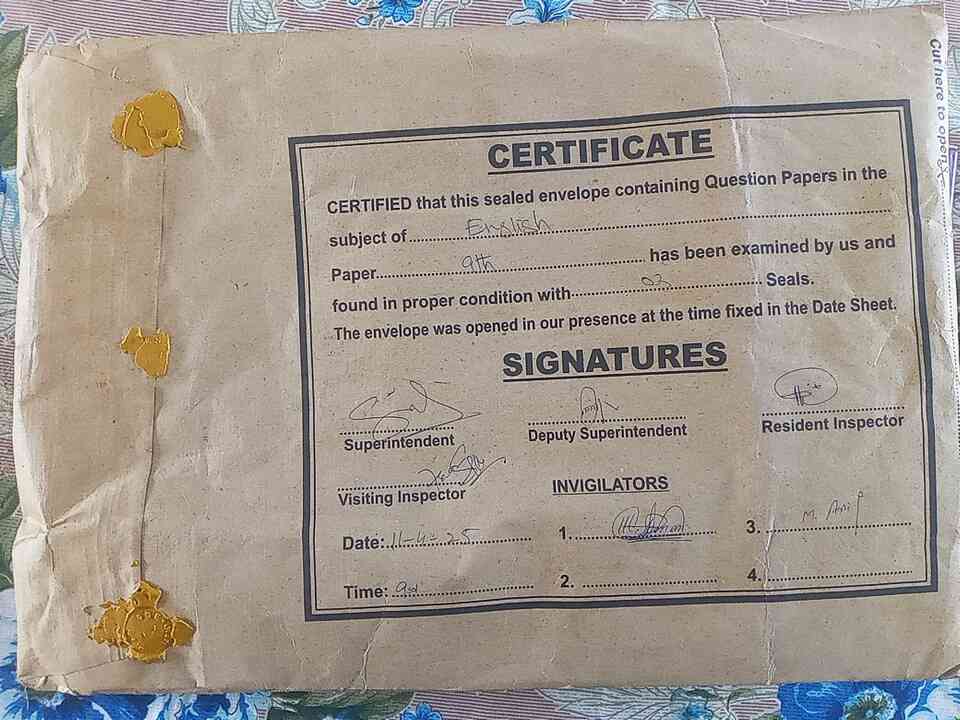 Cut here to open
CERTIFICATE
CERTIFIED that this sealed envelope containing Question Papers in the
subject of English
Paper 9th has been examined by us and
found in proper condition with 03 Seals.
The envelope was opened in our presence at the time fixed in the Date Sheet.
SIGNATURES
Superintendent
Deputy Superintendent
Resident Inspector
Visiting Inspector
INVIGILATORS
Date: 11-4-25
1.
3. M. Anif
Time:
2.
4.